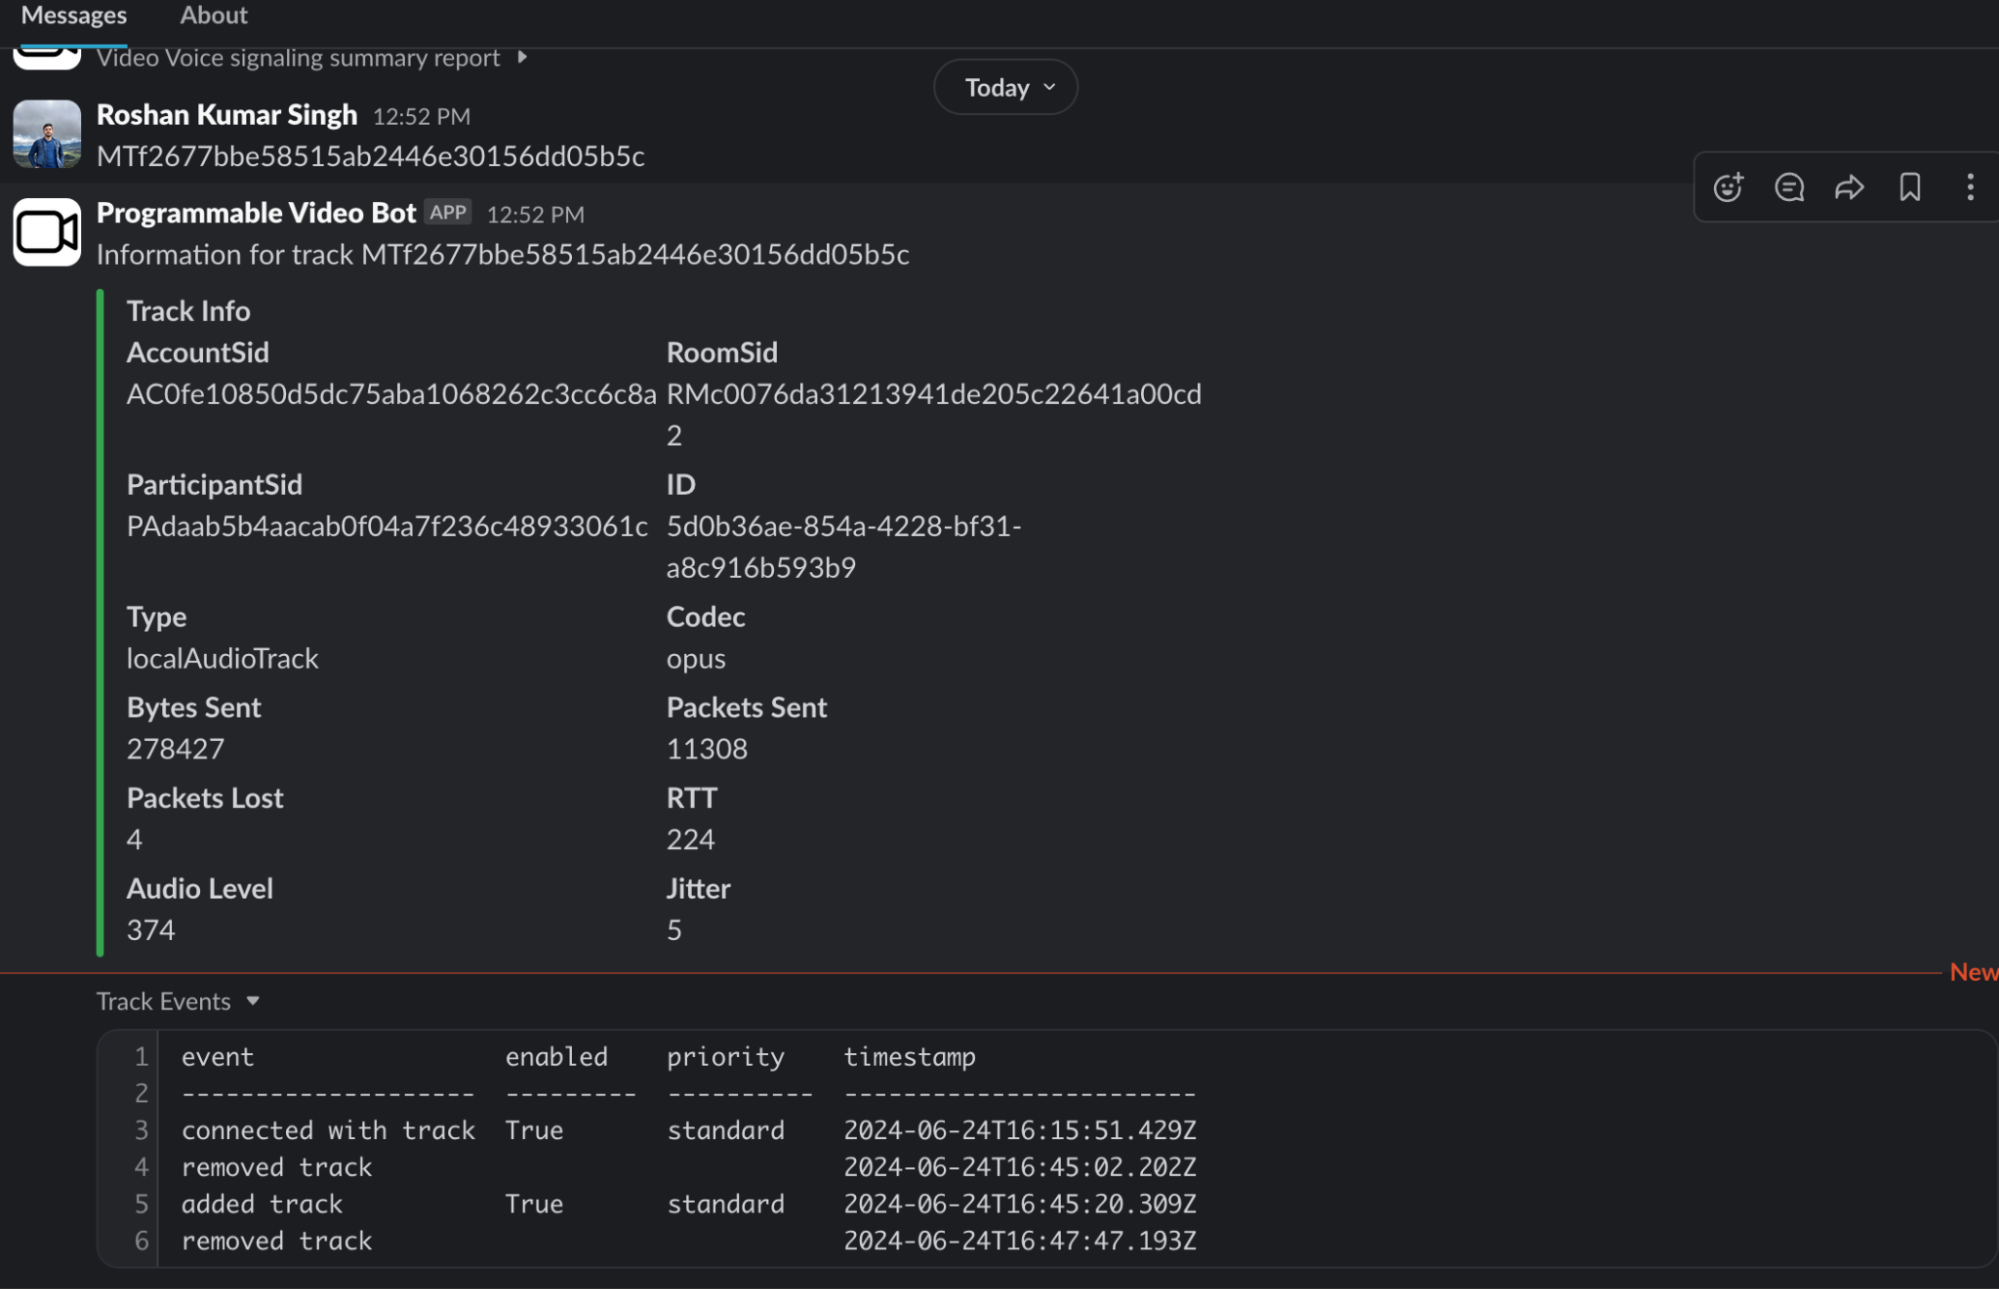 Messages About
Video Voice signaling summary report
Today
Roshan Kumar Singh 12:52 PM
MTf2677bbe58515ab2446e30156dd05b5c
Programmable Video Bot APP 12:52 PM
Information for track MTf2677bbe58515ab2446e30156dd05b5c
Track Info
AccountSid RoomSid
AC0fe10850d5dc75aba1068262c3cc6c8a RMc0076da31213941de205c22641a00cd
2
ParticipantSid ID
PAdaab5b4aacab0f04a7f236c48933061c 5d0b36ae-854a-4228-bf31-
a8c916b593b9
Type Codec
localAudioTrack opus
Bytes Sent Packets Sent
278427 11308
Packets Lost RTT
4 224
Audio Level Jitter
374 5
New
Track Events
1 event enabled priority timestamp
2 -------------------- --------- ---------- ------------------------
3 connected with track True standard 2024-06-24T16:15:51.429Z
4 removed track 2024-06-24T16:45:02.202Z
5 added track True standard 2024-06-24T16:45:20.309Z
6 removed track 2024-06-24T16:47:47.193Z